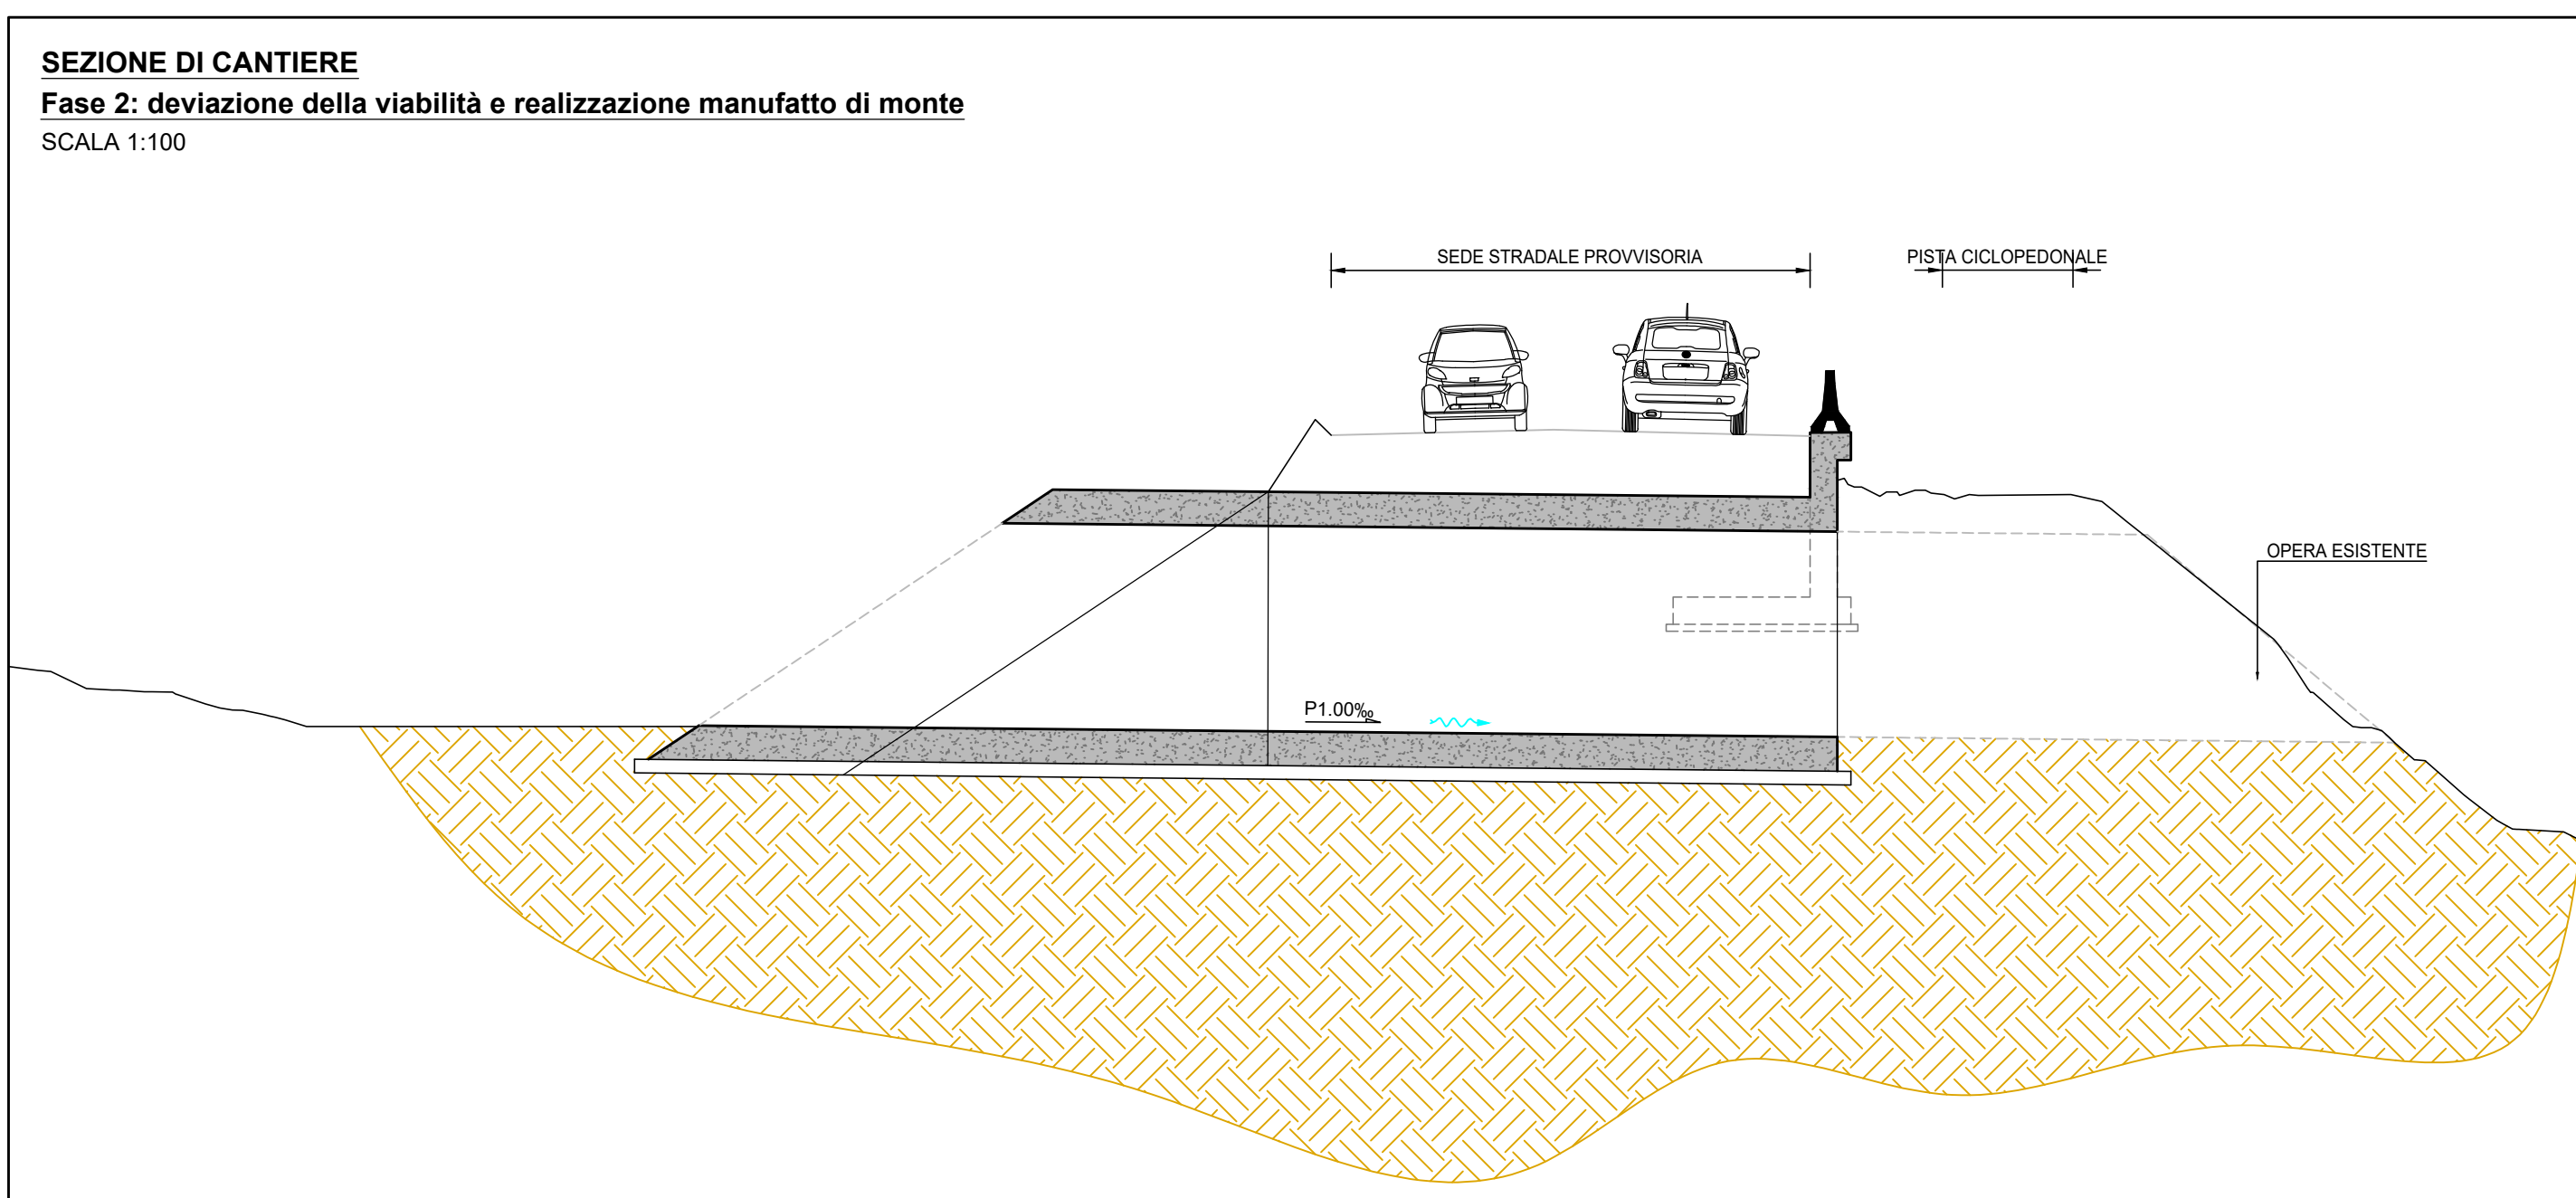 SEZIONE DI CANTIERE
Fase 2: deviazione della viabilità e realizzazione manufatto di monte
SCALA 1:100
SEDE STRADALE PROVVISORIA
PISTA CICLOPEDONALE
OPERA ESISTENTE
P1.00‰